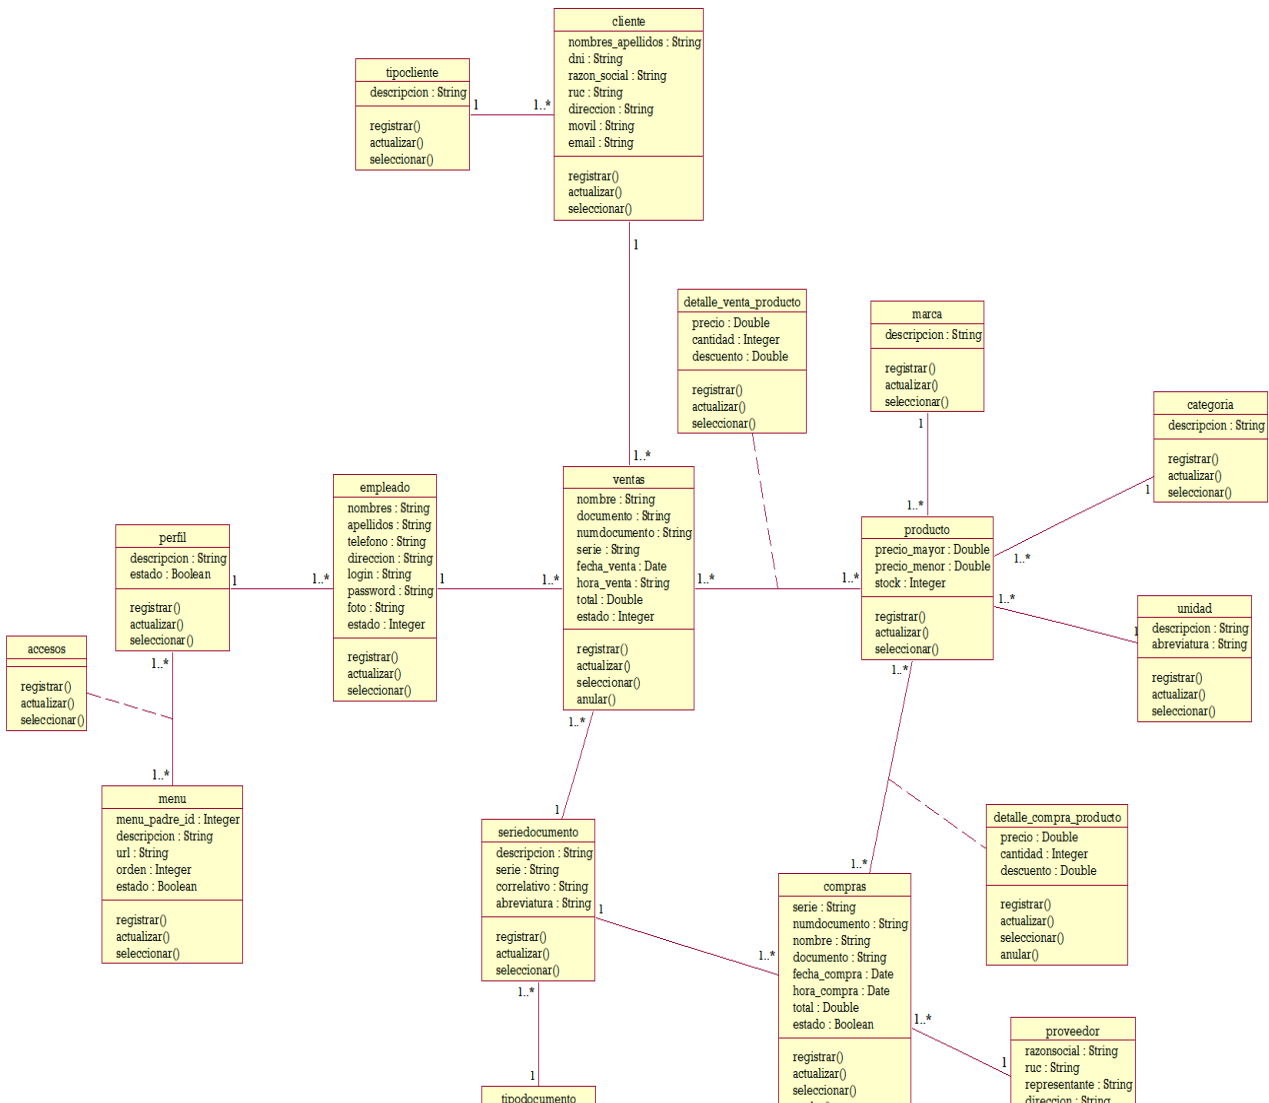 cliente
nombres_apellidos : String
dni : String
razon_social : String
ruc : String
direccion : String
movil : String
email : String
registrar()
actualizar()
seleccionar()
tipocliente
descripcion : String
registrar()
actualizar()
seleccionar()
1
1..*
1
1..*
detalle_venta_producto
precio : Double
cantidad : Integer
descuento : Double
registrar()
actualizar()
seleccionar()
marca
descripcion : String
registrar()
actualizar()
seleccionar()
1
1..*
categoria
descripcion : String
registrar()
actualizar()
seleccionar()
1
1..*
perfil
descripcion : String
estado : Boolean
registrar()
actualizar()
seleccionar()
1
1..*
empleado
nombres : String
apellidos : String
telefono : String
direccion : String
login : String
password : String
foto : String
estado : Integer
registrar()
actualizar()
seleccionar()
1
1..*
ventas
nombre : String
documento : String
numdocumento : String
serie : String
fecha_venta : Date
hora_venta : String
total : Double
estado : Integer
registrar()
actualizar()
seleccionar()
anular()
1..*
1..*
producto
precio_mayor : Double
precio_menor : Double
stock : Integer
registrar()
actualizar()
seleccionar()
1..*
1
unidad
descripcion : String
abreviatura : String
registrar()
actualizar()
seleccionar()
accesos
registrar()
actualizar()
seleccionar()
1..*
1..*
menu
menu_padre_id : Integer
descripcion : String
url : String
orden : Integer
estado : Boolean
registrar()
actualizar()
seleccionar()
1..*
1
seriedocumento
descripcion : String
serie : String
correlativo : String
abreviatura : String
registrar()
actualizar()
seleccionar()
1
1..*
1..*
1..*
compras
serie : String
numdocumento : String
nombre : String
documento : String
fecha_compra : Date
hora_compra : Date
total : Double
estado : Boolean
registrar()
actualizar()
seleccionar()
detalle_compra_producto
precio : Double
cantidad : Integer
descuento : Double
registrar()
actualizar()
seleccionar()
anular()
1..*
1
proveedor
razonsocial : String
ruc : String
representante : String
direccion : String
1..*
1
tipodocumento